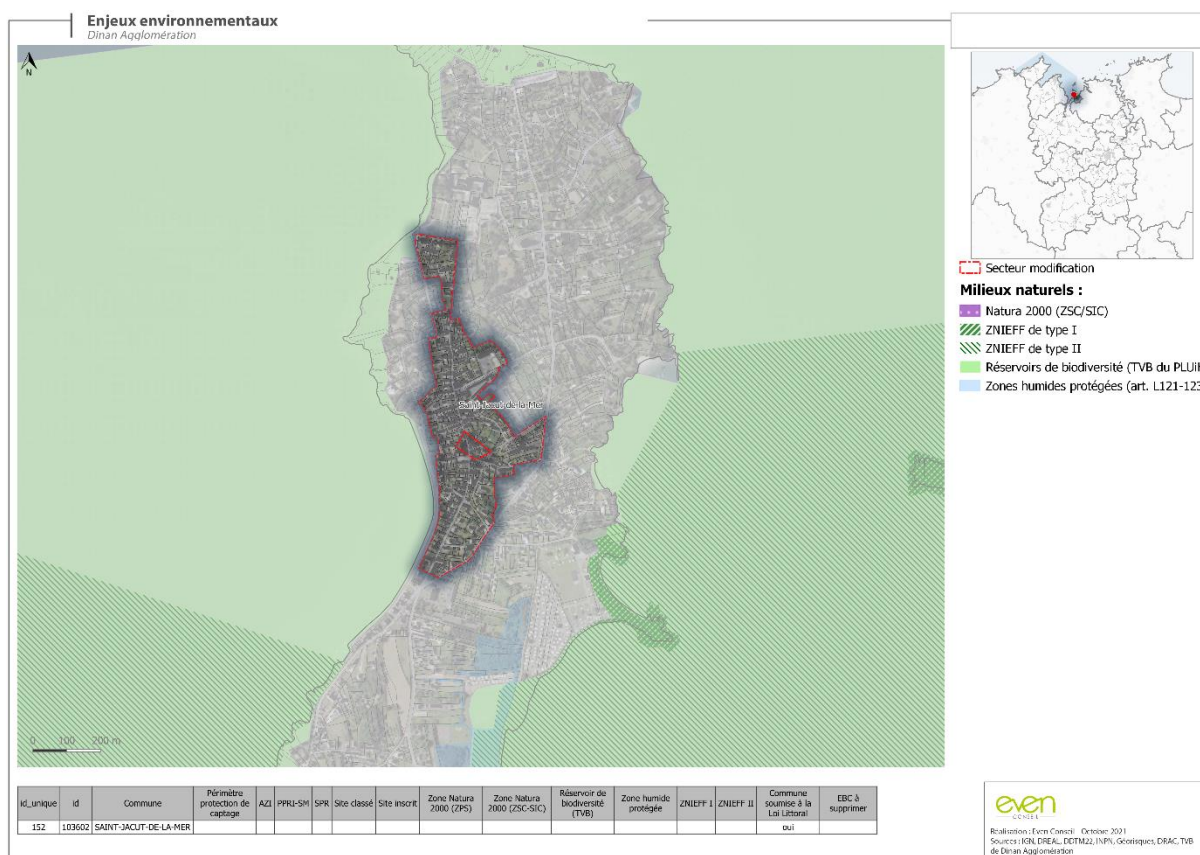 Enjeux environnementaux
Dinan Agglomération
N
Saint-Jacut-de-la-Mer
0 100 200 m
Secteur modification
Milieux naturels :
Natura 2000 (ZSC/SIC)
ZNIEFF de type I
ZNIEFF de type II
Réservoirs de biodiversité (TVB du PLUiH
Zones humides protégées (art. L121-123
id_unique id Commune Périmètre protection de captage AZI PPRI-SM SPR Site classé Site inscrit Zone Natura 2000 (ZPS) Zone Natura 2000 (ZSC-SIC) Réservoir de biodiversité (TVB) Zone humide protégée ZNIEFF I ZNIEFF II Commune soumise à la Loi Littoral EBC à supprimer
152 103602 SAINT-JACUT-DE-LA-MER oui
even
CONSEIL
Réalisation : Even Conseil - Octobre 2021
Sources : IGN, DREAL, DDTM22, INPN, Géorisques, DRAC, TVB
de Dinan Agglomération